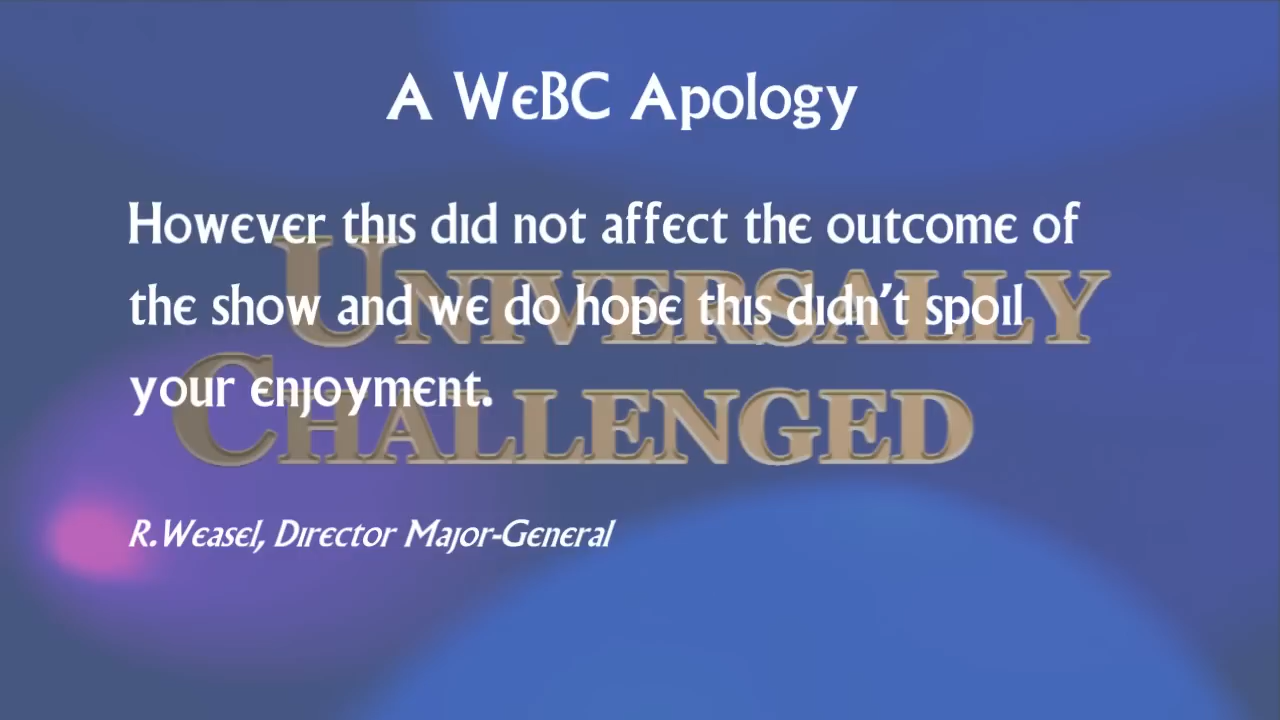 A WeBC Apology
However this did not affect the outcome of
the show and we do hope this didn't spoil
your enjoyment.
UNIVERSALLY
CHALLENGED
R.Weasel, Director Major-General